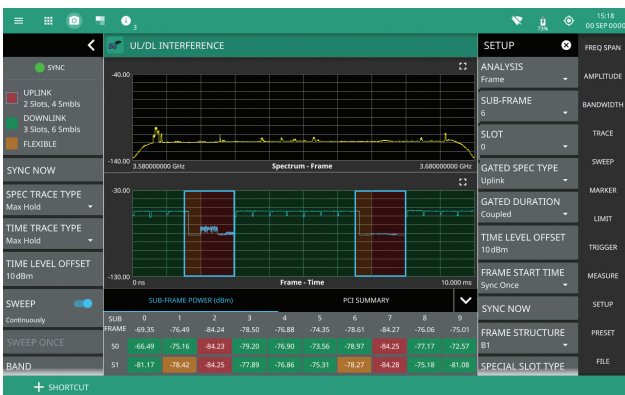 3
73%
15:18
00 SEP 0000
SYNC
UPLINK
2 Slots, 4 Smbls
DOWNLINK
3 Slots, 6 Smbls
FLEXIBLE
SYNC NOW
SPEC TRACE TYPE
Max Hold
TIME TRACE TYPE
Max Hold
TIME LEVEL OFFSET
10dBm
SWEEP
Continuously
SWEEP ONCE
BAND
5G UL/DL INTERFERENCE
-40.00
-140.00
3.580000000 GHz Spectrum - Frame 3.680000000 GHz
-30.00
-130.00
0 ns Frame - Time 10.000 ms
SUB-FRAME POWER (dBm) PCI SUMMARY
SUB 0 1 2 3 4 5 6 7 8 9
FRAME -69.35 -76.49 -84.24 -78.50 -76.88 -74.35 -78.61 -84.27 -76.06 -75.01
S0 -66.49 -75.16 -84.23 -79.20 -76.90 -73.56 -78.97 -84.25 -77.17 -72.57
S1 -81.17 -78.42 -84.25 -77.89 -76.86 -75.31 -78.27 -84.28 -75.18 -81.08
SETUP
ANALYSIS
Frame
SUB-FRAME
6
SLOT
0
GATED SPEC TYPE
Uplink
GATED DURATION
Coupled
TIME LEVEL OFFSET
10dBm
FRAME START TIME
Sync Once
SYNC NOW
FRAME STRUCTURE
B1
SPECIAL SLOT TYPE
FREQ SPAN
AMPLITUDE
BANDWIDTH
TRACE
SWEEP
MARKER
LIMIT
TRIGGER
MEASURE
SETUP
PRESET
FILE
+ SHORTCUT